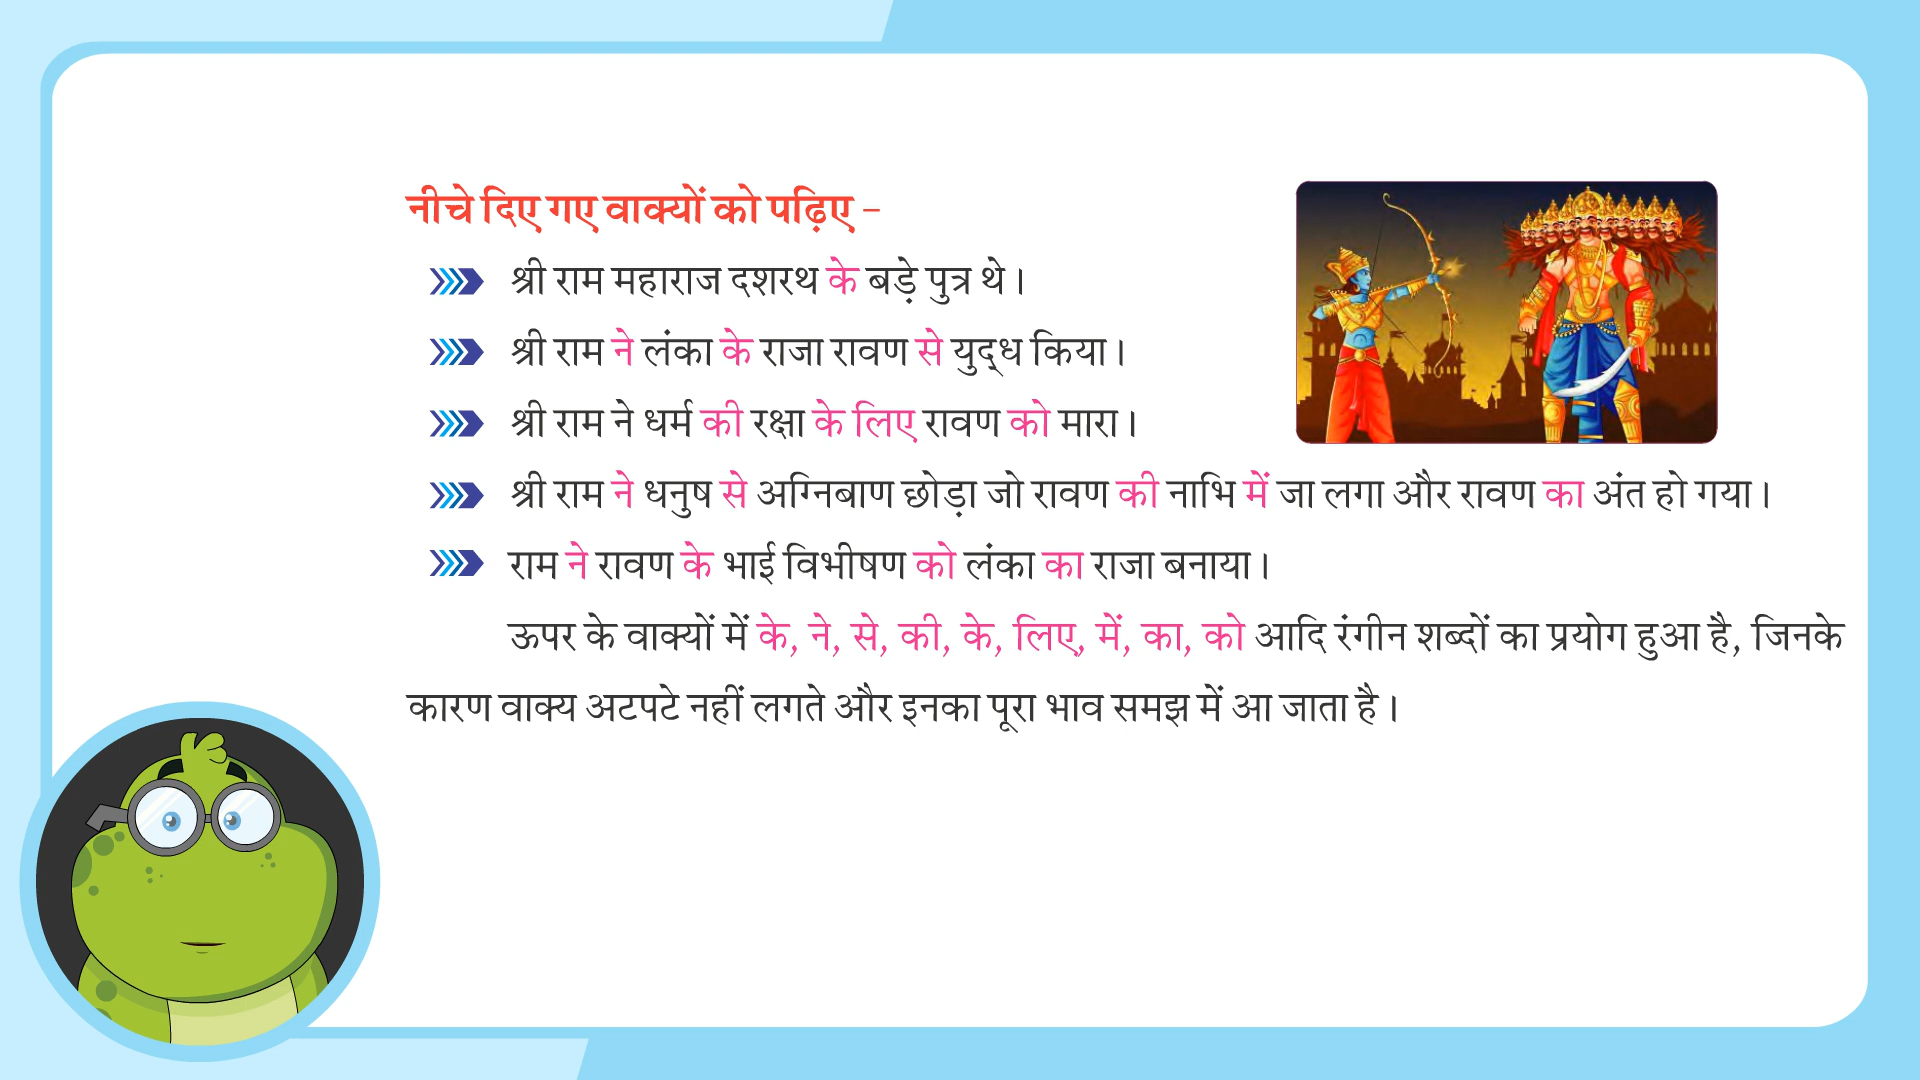 नीचे दिए गए वाक्यों को पढ़िए –
श्री राम महाराज दशरथ के बड़े पुत्र थे।
श्री राम ने लंका के राजा रावण से युद्ध किया।
श्री राम ने धर्म की रक्षा के लिए रावण को मारा।
श्री राम ने धनुष से अग्निबाण छोड़ा जो रावण की नाभि में जा लगा और रावण का अंत हो गया।
राम ने रावण के भाई विभीषण को लंका का राजा बनाया।
ऊपर के वाक्यों में के, ने, से, की, के, लिए, में, का, को आदि रंगीन शब्दों का प्रयोग हुआ है, जिनके
कारण वाक्य अटपटे नहीं लगते और इनका पूरा भाव समझ में आ जाता है।